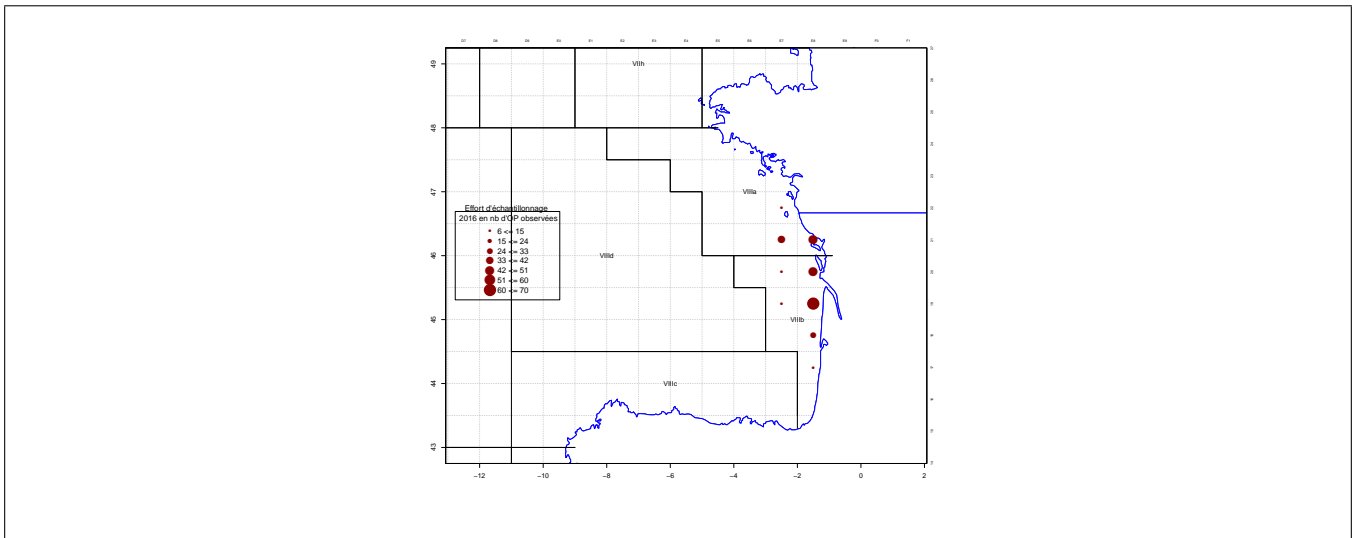 VIIh
49
48
VIIIa
47
Effort d'échantillonnage
2016 en nb d'OP observées
6 <= 15
15 <= 24
24 <= 33
33 <= 42
42 <= 51
51 <= 60
60 <= 70
VIIId
46
VIIIb
45
VIIIc
44
43
−12 −10 −8 −6 −4 −2 0 2